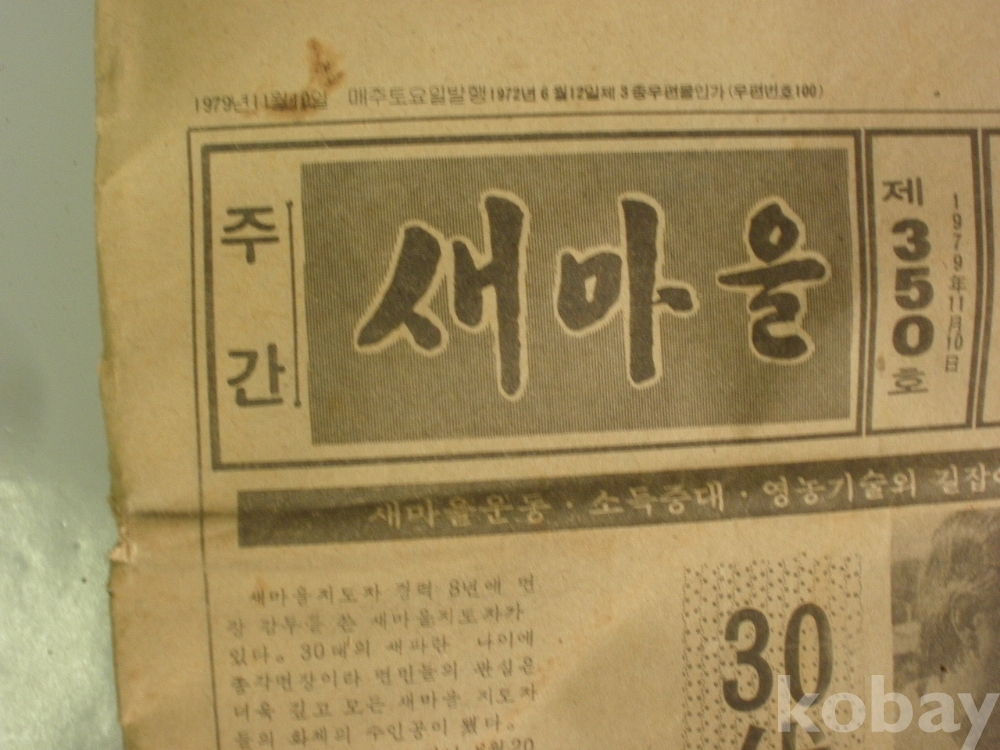 1979년11월10일 매주토요일발행 1972년 6월12일 제3종우편물인가 (우편번호100)
주간
새마을
제350호
1979年11月10日
새마을운동·소득증대·영농기술의 길잡
새마을지도자 경력 8년에 면
장 감투를 쓴 새마을지도자가
있다. 30대의 새파란 나이에
총각면장이라 면민들의 관심은
더욱 깊고 모든 새마을 지도자
들의 화제의 주인공이 됐다.
30
kobay